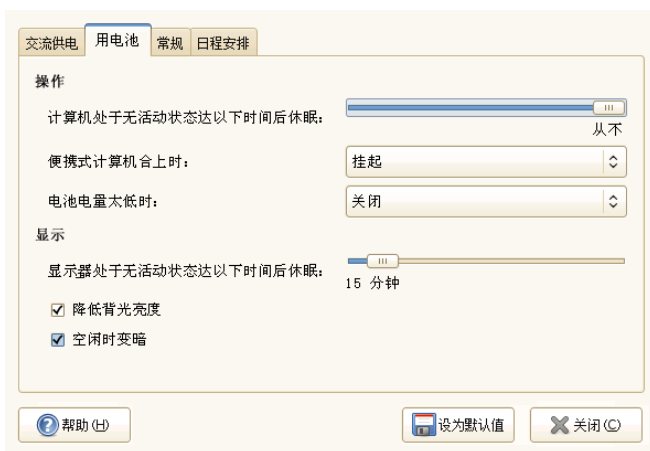 交流供电 用电池 常规 日程安排
操作
计算机处于无活动状态达以下时间后休眠:
从不
便携式计算机合上时: 挂起
电池电量太低时: 关闭
显示
显示器处于无活动状态达以下时间后休眠:
15 分钟
降低背光亮度
空闲时变暗
帮助(H) 设为默认值 关闭(C)